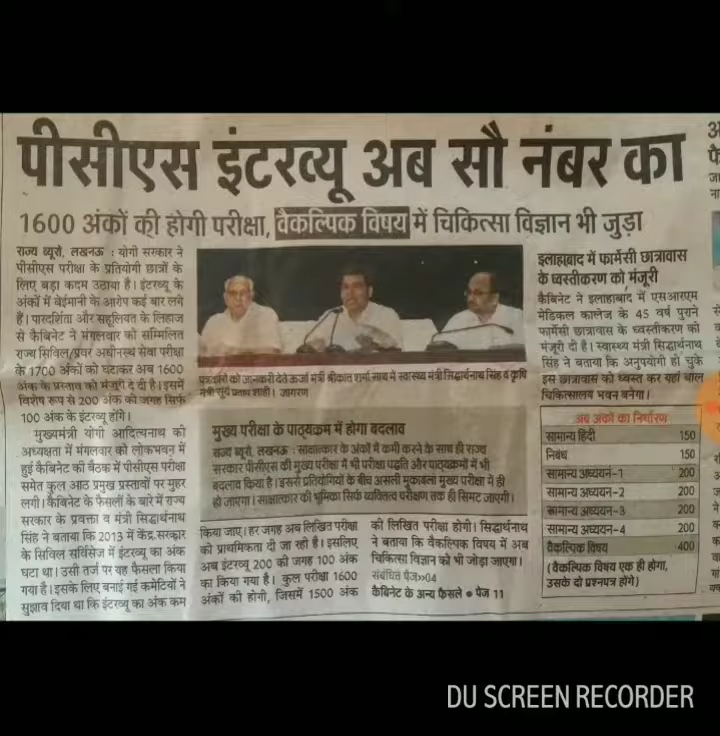 पीसीएस इंटरव्यू अब सौ नंबर का
1600 अंकों की होगी परीक्षा, वैकल्पिक विषय में चिकित्सा विज्ञान भी जुड़ा
राज्य ब्यूरो, लखनऊ : योगी सरकार ने
पीसीएस परीक्षा के प्रतियोगी छात्रों के
लिए बड़ा कदम उठाया है। इंटरव्यू के
अंकों में बेईमानी के आरोप कई बार लगे
हैं। पारदर्शिता और सहूलियत के लिहाज
से कैबिनेट ने मंगलवार को सम्मिलित
राज्य सिविल/प्रवर अधीनस्थ सेवा परीक्षा
के 1700 अंकों को घटाकर अब 1600
अंक के प्रस्ताव को मंजूरी दे दी है। इसमें
विशेष रूप से 200 अंक की जगह सिर्फ
100 अंक के इंटरव्यू होंगे।
मुख्यमंत्री योगी आदित्यनाथ की
अध्यक्षता में मंगलवार को लोकभवन में
हुई कैबिनेट की बैठक में पीसीएस परीक्षा
समेत कुल आठ प्रमुख प्रस्तावों पर मुहर
लगी। कैबिनेट के फैसलों के बारे में राज्य
सरकार के प्रवक्ता व मंत्री सिद्धार्थनाथ
सिंह ने बताया कि 2013 में केंद्र सरकार
के सिविल सर्विसेज में इंटरव्यू का अंक
घटा था। उसी तर्ज पर यह फैसला किया
गया है। इसके लिए बनाई गई कमेटियों ने
सुझाव दिया था कि इंटरव्यू का अंक कम
पत्रकारों को जानकारी देते ऊर्जा मंत्री श्रीकांत शर्मा साथ में स्वास्थ्य मंत्री सिद्धार्थनाथ सिंह व कृषि
मंत्री सूर्य प्रताप शाही। जागरण
मुख्य परीक्षा के पाठ्यक्रम में होगा बदलाव
राज्य ब्यूरो, लखनऊ : साक्षात्कार के अंकों में कमी करने के साथ ही राज्य
सरकार पीसीएस की मुख्य परीक्षा में भी परीक्षा पद्धति और पाठ्यक्रमों में भी
बदलाव किया है। इससे प्रतियोगियों के बीच असली मुकाबला मुख्य परीक्षा में ही
हो जाएगा। साक्षात्कार की भूमिका सिर्फ व्यक्तित्व परीक्षण तक ही सिमट जाएगी।
किया जाए। हर जगह अब लिखित परीक्षा
को प्राथमिकता दी जा रही है। इसलिए
अब इंटरव्यू 200 की जगह 100 अंक
का किया गया है। कुल परीक्षा 1600
अंकों की होगी, जिसमें 1500 अंक
की लिखित परीक्षा होगी। सिद्धार्थनाथ
ने बताया कि वैकल्पिक विषय में अब
चिकित्सा विज्ञान को भी जोड़ा जाएगा।
संबंधित पेज>>04
कैबिनेट के अन्य फैसले ● पेज 11
इलाहाबाद में फार्मेसी छात्रावास
के ध्वस्तीकरण को मंजूरी
कैबिनेट ने इलाहाबाद में एसआरएन
मेडिकल कालेज के 45 वर्ष पुराने
फार्मेसी छात्रावास के ध्वस्तीकरण को
मंजूरी दी है। स्वास्थ्य मंत्री सिद्धार्थनाथ
सिंह ने बताया कि अनुपयोगी हो चुके
इस छात्रावास को ध्वस्त कर यहां बाल
चिकित्सालय भवन बनेगा।
अब अंकों का निर्धारण
सामान्य हिंदी 150
निबंध 150
सामान्य अध्ययन-1 200
सामान्य अध्ययन-2 200
सामान्य अध्ययन-3 200
सामान्य अध्ययन-4 200
वैकल्पिक विषय 400
(वैकल्पिक विषय एक ही होगा,
उसके दो प्रश्नपत्र होंगे)
DU SCREEN RECORDER